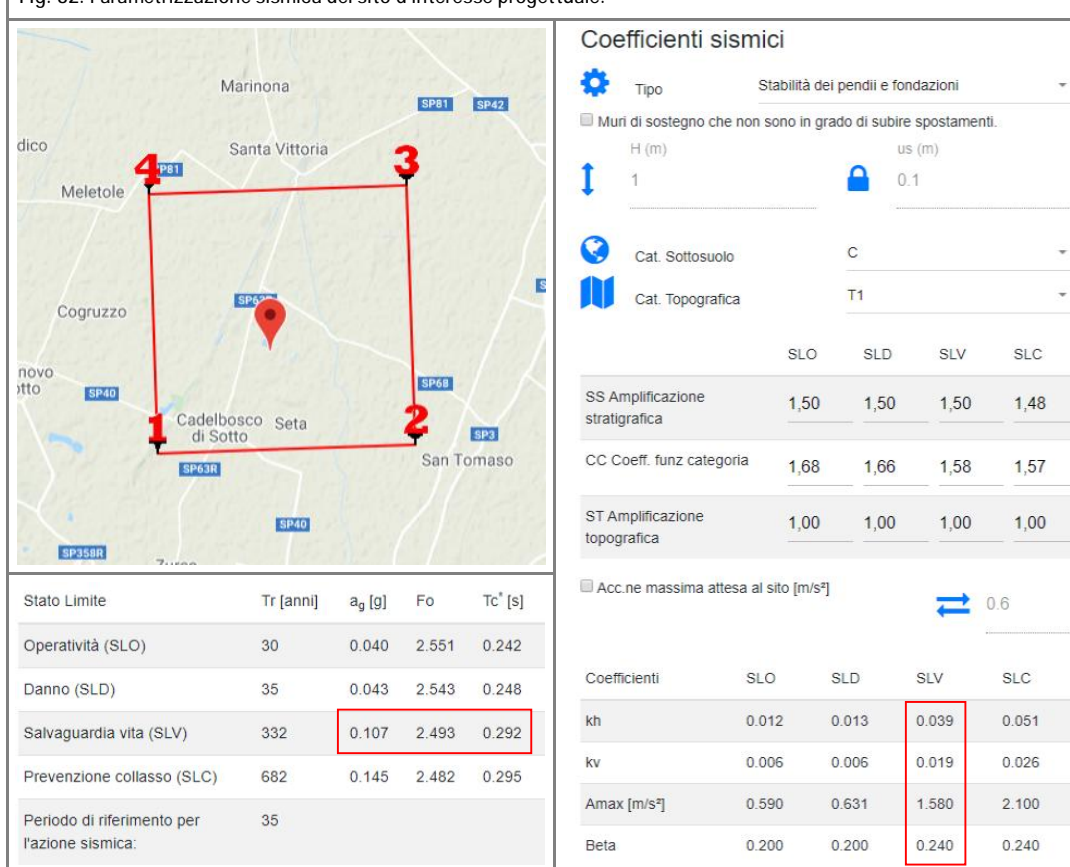 Fig. 62. Parametrizzazione sismica del sito d'interesse progettuale.
Marinona
SP81
SP42
dico
Santa Vittoria
3
4
SP81
Meletole
Cogruzzo
novo
otto
SP40
SP68
Cadelbosco
di Sotto
Seta
1
2
SP3
SP63R
San Tomaso
SP40
SP358R
Stato Limite Tr [anni] ag [g] Fo Tc* [s]
Operatività (SLO) 30 0.040 2.551 0.242
Danno (SLD) 35 0.043 2.543 0.248
Salvaguardia vita (SLV) 332 0.107 2.493 0.292
Prevenzione collasso (SLC) 682 0.145 2.482 0.295
Periodo di riferimento per 35
l'azione sismica:
Coefficienti sismici
Tipo Stabilità dei pendii e fondazioni
Muri di sostegno che non sono in grado di subire spostamenti.
H (m) us (m)
1 0.1
Cat. Sottosuolo C
Cat. Topografica T1
SLO SLD SLV SLC
SS Amplificazione
stratigrafica 1,50 1,50 1,50 1,48
CC Coeff. funz categoria 1,68 1,66 1,58 1,57
ST Amplificazione
topografica 1,00 1,00 1,00 1,00
Acc.ne massima attesa al sito [m/s²]
0.6
Coefficienti SLO SLD SLV SLC
kh 0.012 0.013 0.039 0.051
kv 0.006 0.006 0.019 0.026
Amax [m/s²] 0.590 0.631 1.580 2.100
Beta 0.200 0.200 0.240 0.240